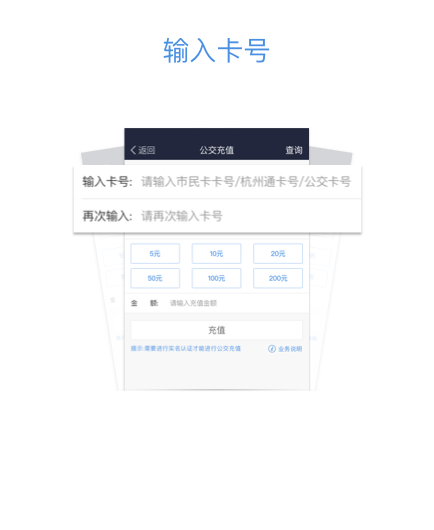 输入卡号
返回 公交充值 查询
输入卡号: 请输入市民卡卡号/杭州通卡号/公交卡号
再次输入: 请再次输入卡号
5元 10元 20元
50元 100元 200元
金 额: 请输入充值金额
充值
提示:需要进行实名认证才能进行公交充值 业务说明